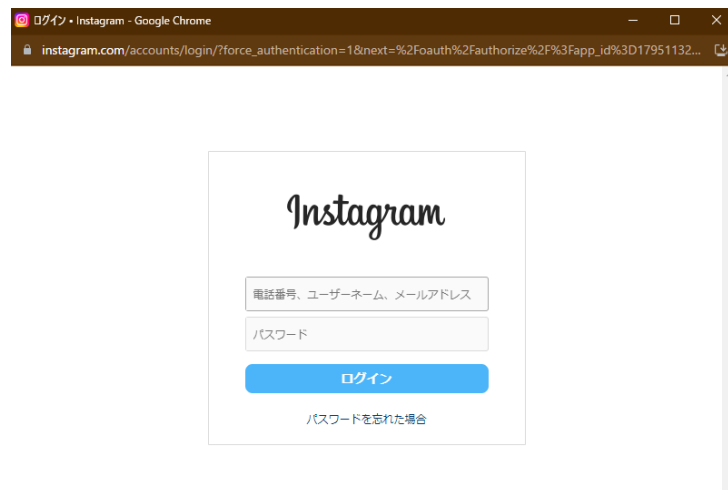 ログイン • Instagram - Google Chrome
instagram.com/accounts/login/?force_authentication=1&next=%2Foauth%2Fauthorize%2F%3Fapp_id%3D17951132...
Instagram
電話番号、ユーザーネーム、メールアドレス
パスワード
ログイン
パスワードを忘れた場合